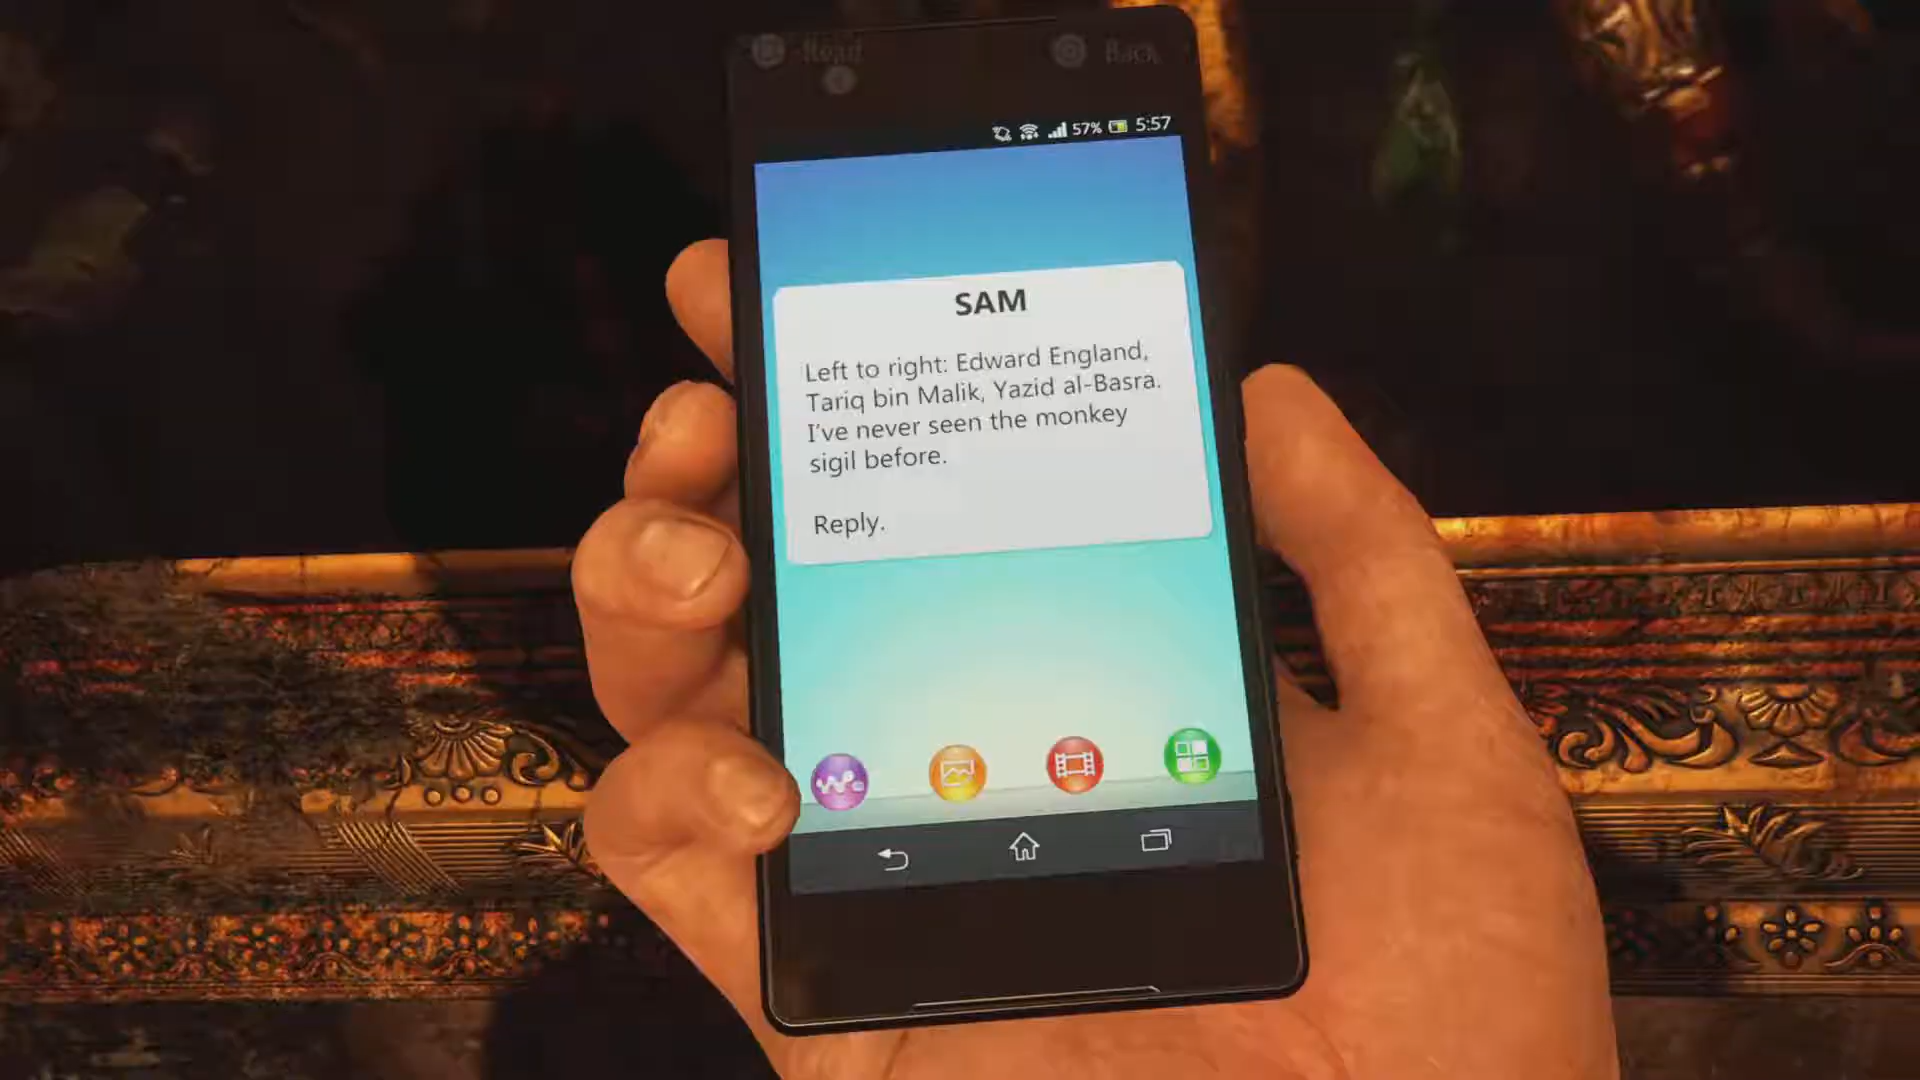 Read Back
57% 5:57
SAM
Left to right: Edward England,
Tariq bin Malik, Yazid al-Basra.
I've never seen the monkey
sigil before.
Reply.